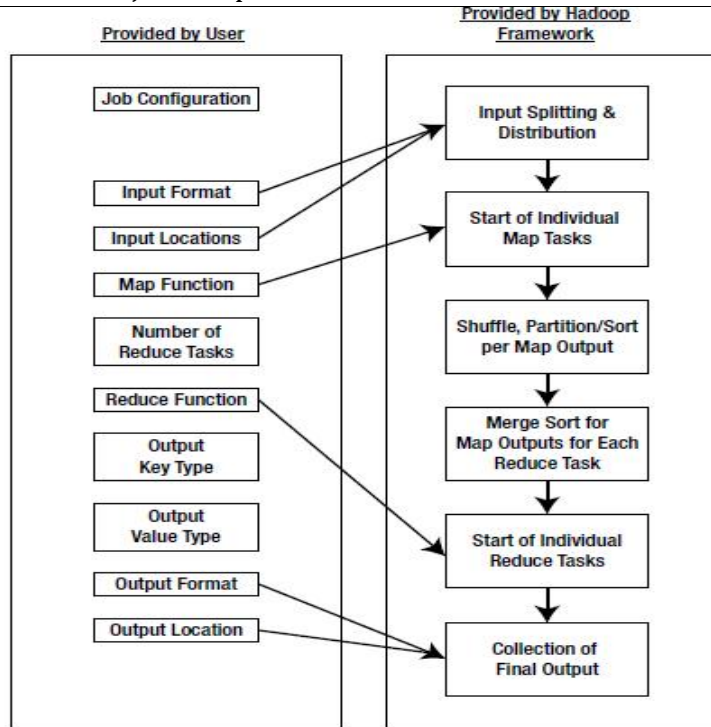 Provided by User
Job Configuration
Input Format
Input Locations
Map Function
Number of
Reduce Tasks
Reduce Function
Output
Key Type
Output
Value Type
Output Format
Output Location
Provided by Hadoop
Framework
Input Splitting &
Distribution
Start of Individual
Map Tasks
Shuffle, Partition/Sort
per Map Output
Merge Sort for
Map Outputs for Each
Reduce Task
Start of Individual
Reduce Tasks
Collection of
Final Output